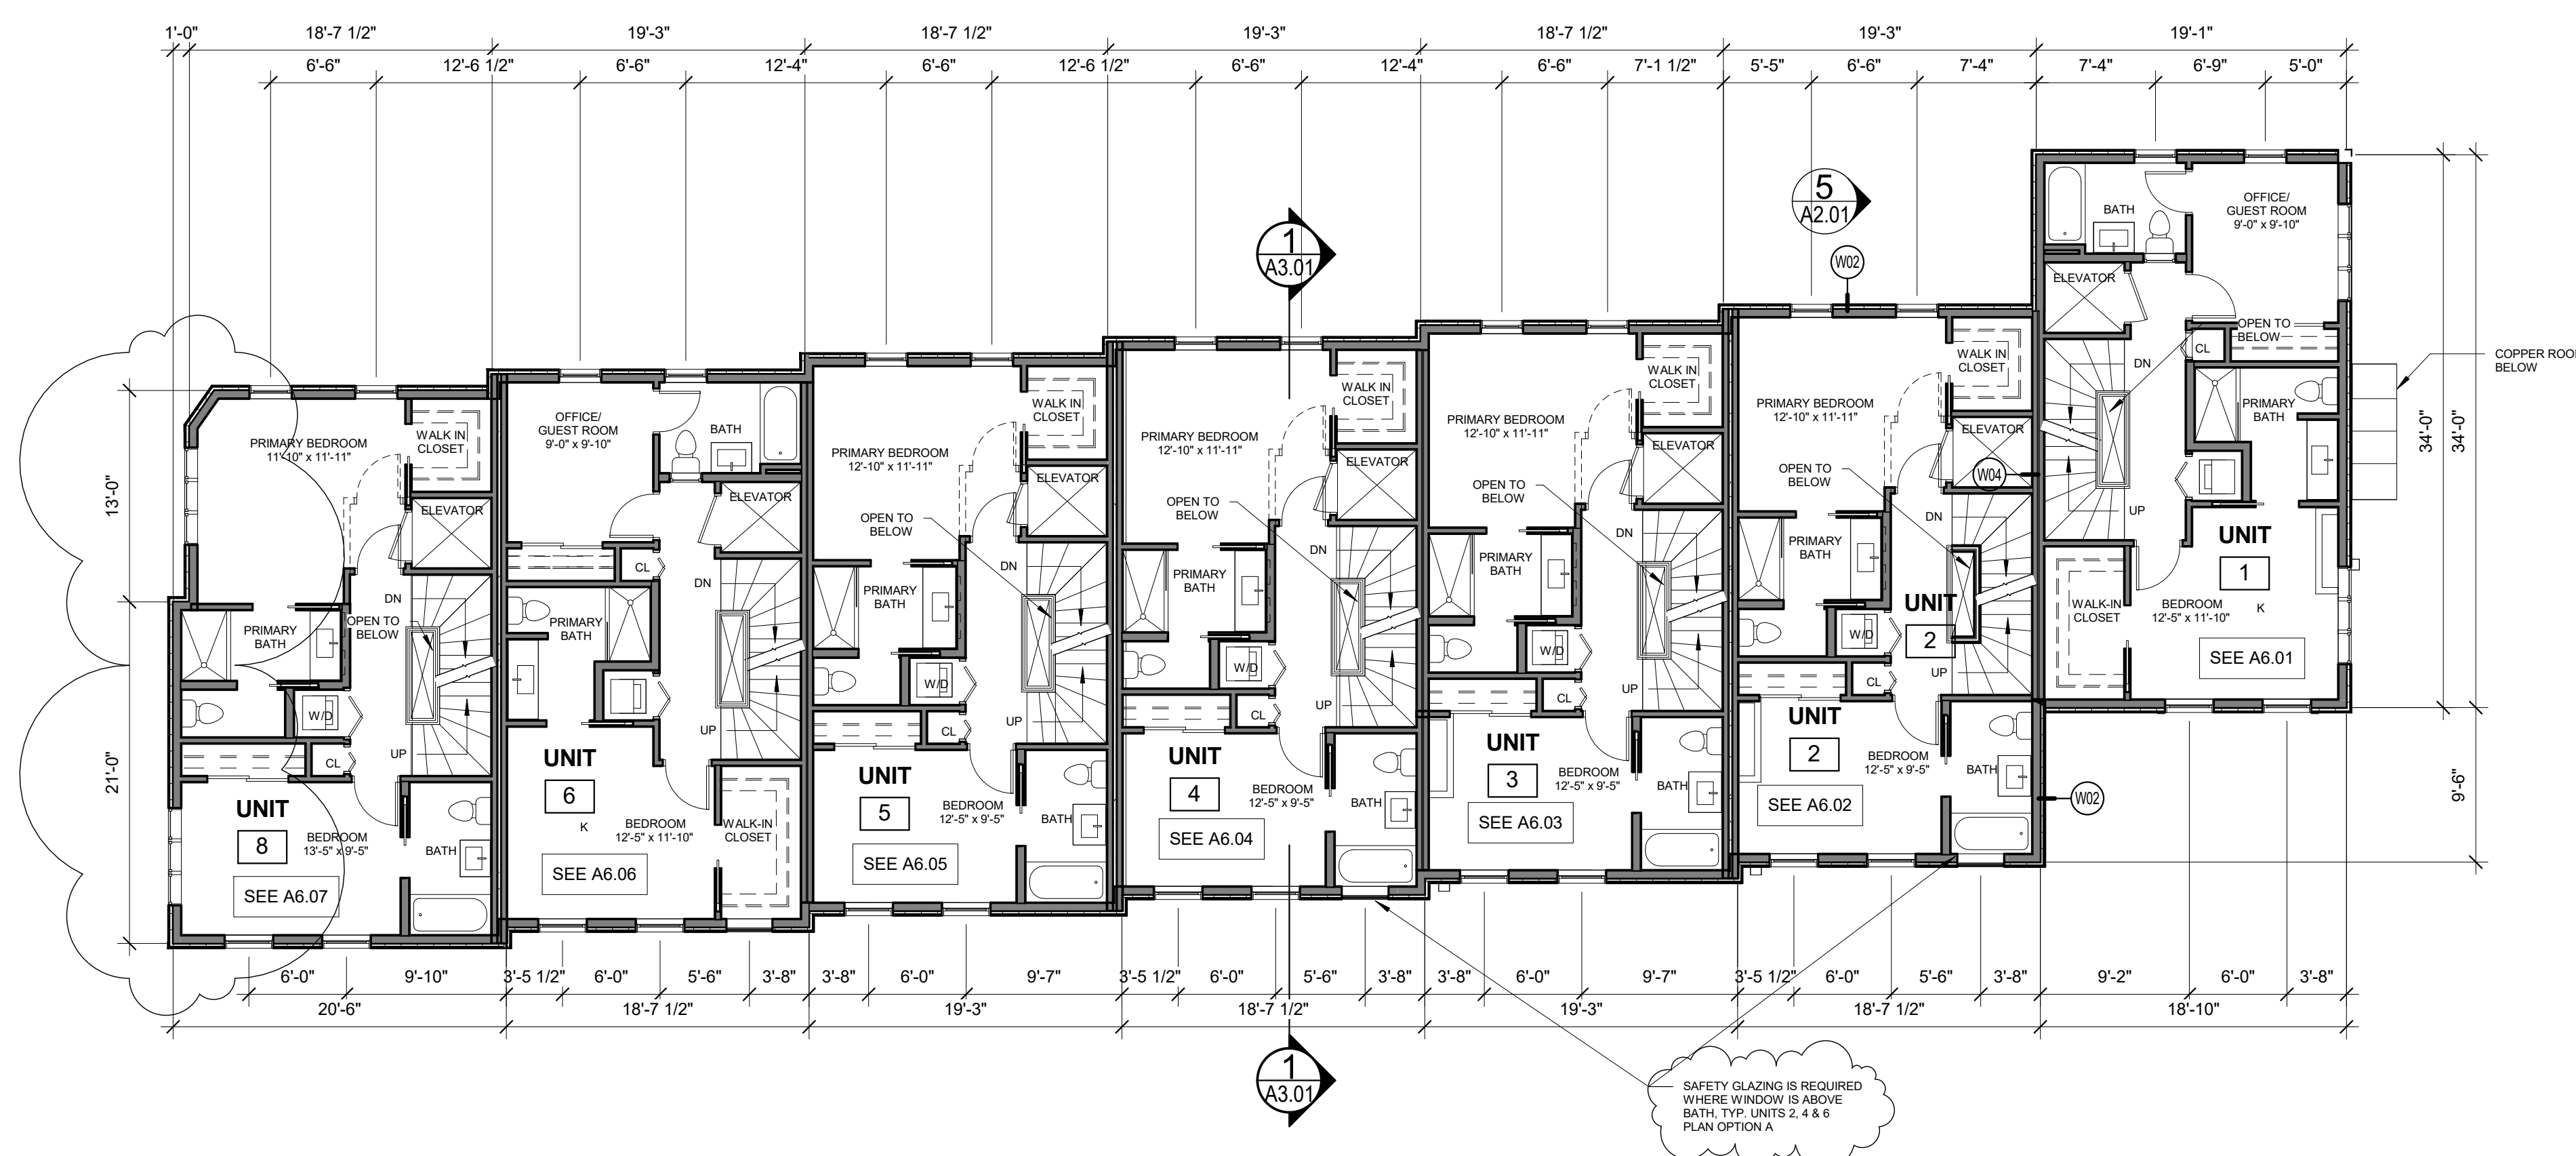 1'-0" 18'-7 1/2" 19'-3" 18'-7 1/2" 19'-3" 18'-7 1/2" 19'-3" 19'-1"
6'-6" 12'-6 1/2" 6'-6" 12'-4" 6'-6" 12'-6 1/2" 6'-6" 12'-4" 6'-6" 7'-1 1/2" 5'-5" 6'-6" 7'-4" 7'-4" 6'-9" 5'-0"
1
A3.01
5
A2.01
W02
13'-0"
21'-0"
PRIMARY BEDROOM
11'-10" x 11'-11"
WALK IN
CLOSET
ELEVATOR
DN
OPEN TO
BELOW
PRIMARY
BATH
W/D
UP
CL
UNIT
8
BEDROOM
13'-5" x 9'-5"
BATH
SEE A6.07
OFFICE/
GUEST ROOM
9'-0" x 9'-10"
BATH
ELEVATOR
CL
DN
PRIMARY
BATH
UP
UNIT
6
K
BEDROOM
12'-5" x 11'-10"
WALK-IN
CLOSET
SEE A6.06
WALK IN
CLOSET
PRIMARY BEDROOM
12'-10" x 11'-11"
ELEVATOR
OPEN TO
BELOW
DN
PRIMARY
BATH
W/D
UP
CL
UNIT
5
BEDROOM
12'-5" x 9'-5"
BATH
SEE A6.05
WALK IN
CLOSET
PRIMARY BEDROOM
12'-10" x 11'-11"
ELEVATOR
OPEN TO
BELOW
DN
PRIMARY
BATH
W/D
UP
CL
UNIT
4
BEDROOM
12'-5" x 9'-5"
BATH
SEE A6.04
WALK IN
CLOSET
PRIMARY BEDROOM
12'-10" x 11'-11"
ELEVATOR
OPEN TO
BELOW
DN
PRIMARY
BATH
W/D
UP
CL
UNIT
3
BEDROOM
12'-5" x 9'-5"
BATH
SEE A6.03
WALK IN
CLOSET
PRIMARY BEDROOM
12'-10" x 11'-11"
ELEVATOR
OPEN TO
BELOW
W04
DN
PRIMARY
BATH
UNIT
2
W/D
UP
CL
UNIT
2
BEDROOM
12'-5" x 9'-5"
BATH
SEE A6.02
W02
BATH
OFFICE/
GUEST ROOM
9'-0" x 9'-10"
ELEVATOR
OPEN TO
BELOW
CL
DN
PRIMARY
BATH
UP
UNIT
1
K
WALK-IN
CLOSET
BEDROOM
12'-5" x 11'-10"
SEE A6.01
COPPER ROO
BELOW
34'-0"
34'-0"
9'-6"
6'-0" 9'-10" 3'-5 1/2" 6'-0" 5'-6" 3'-8" 3'-8" 6'-0" 9'-7" 3'-5 1/2" 6'-0" 5'-6" 3'-8" 3'-8" 6'-0" 9'-7" 3'-5 1/2" 6'-0" 5'-6" 3'-8" 9'-2" 6'-0" 3'-8"
20'-6" 18'-7 1/2" 19'-3" 18'-7 1/2" 19'-3" 18'-7 1/2" 18'-10"
1
A3.01
SAFETY GLAZING IS REQUIRED
WHERE WINDOW IS ABOVE
BATH, TYP. UNITS 2, 4 & 6
PLAN OPTION A